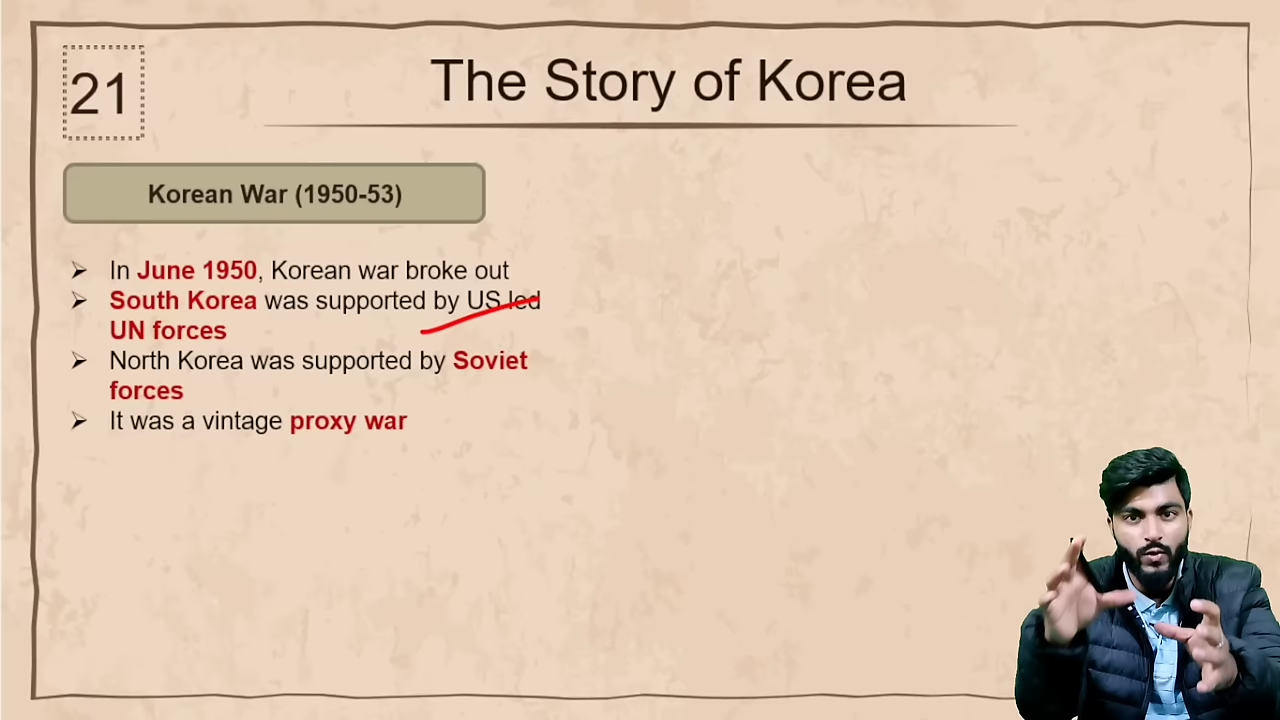 21
The Story of Korea
Korean War (1950-53)
➢ In June 1950, Korean war broke out
➢ South Korea was supported by US led
UN forces
➢ North Korea was supported by Soviet
forces
➢ It was a vintage proxy war